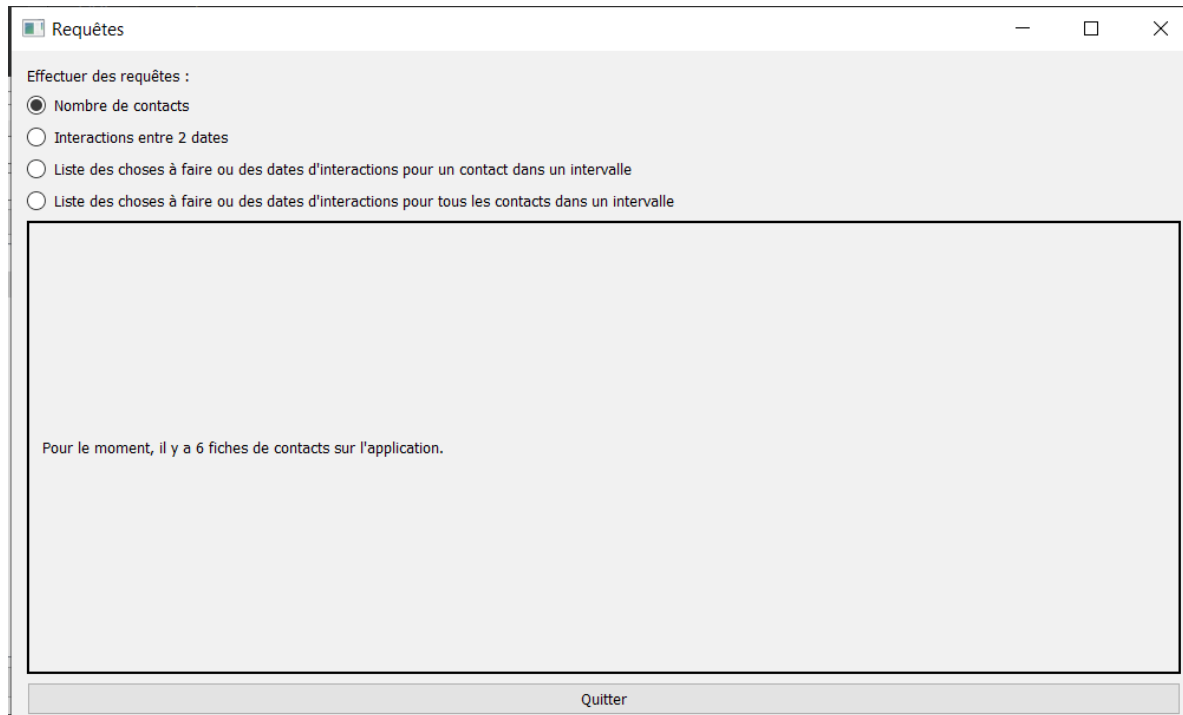 Requêtes
Effectuer des requêtes :
Nombre de contacts
Interactions entre 2 dates
Liste des choses à faire ou des dates d'interactions pour un contact dans un intervalle
Liste des choses à faire ou des dates d'interactions pour tous les contacts dans un intervalle
Pour le moment, il y a 6 fiches de contacts sur l'application.
Quitter